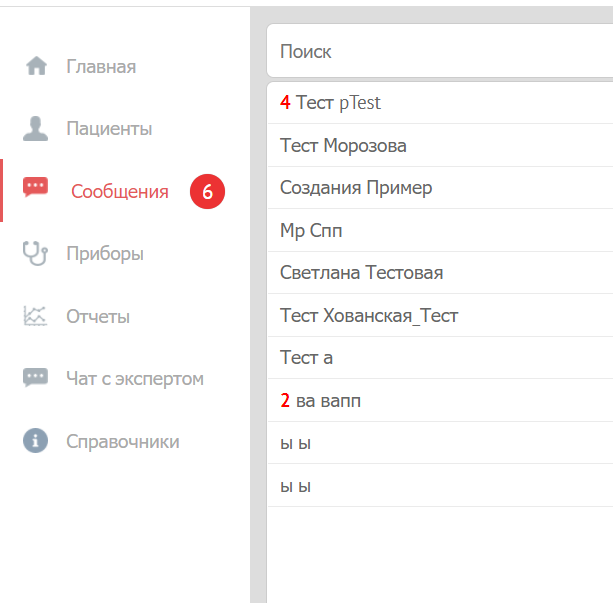 Главная
Пациенты
Сообщения 6
Приборы
Отчеты
Чат с экспертом
Справочники
Поиск
4 Тест pTest
Тест Морозова
Создания Пример
Мр Спп
Светлана Тестовая
Тест Хованская_Тест
Тест а
2 ва вапп
ы ы
ы ы